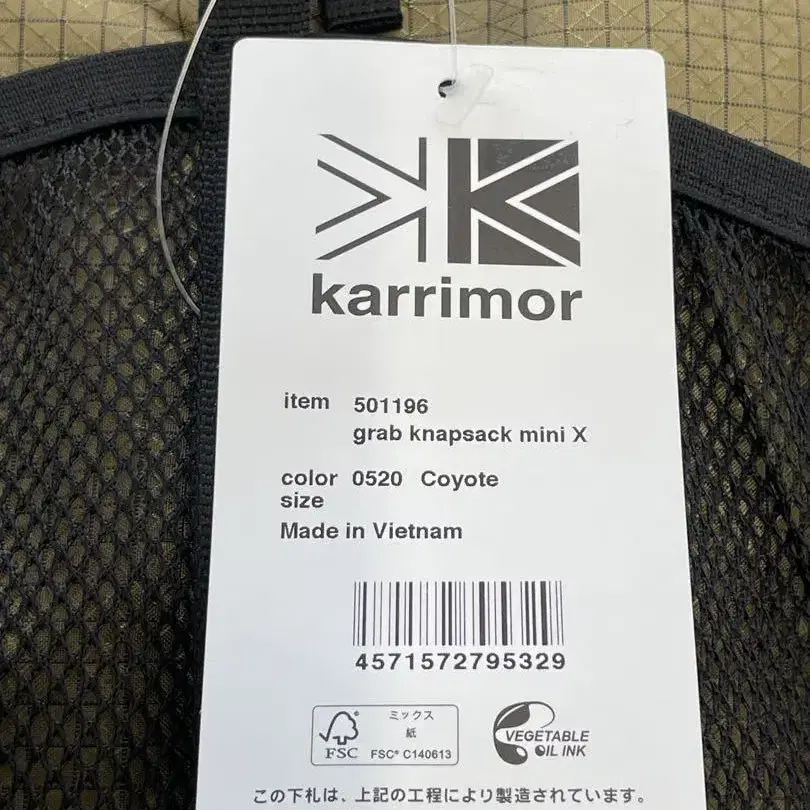 karrimor
item 501196
grab knapsack mini X
color 0520 Coyote
size
Made in Vietnam
4571572795329
FSC
ミックス
紙
FSC® C140613
VEGETABLE
OIL INK
この下札は、上記の工程により製造されています。